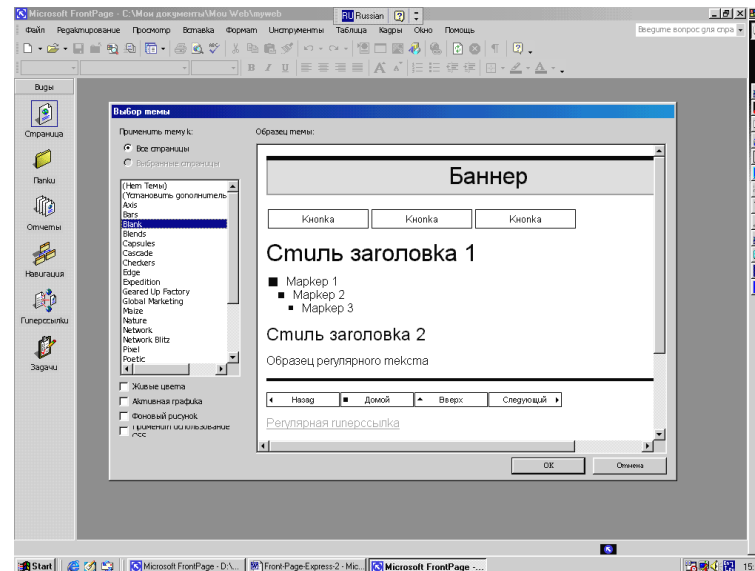 Microsoft FrontPage - C:\Мои документы\Mou Web\myweb
RU Russian
Файл Редактирование Просмотр Вставка Формат Инструменты Таблица Кадры Окно Помощь
Введите вопрос для спра
Виды
Страница
Папки
Отчеты
Навигация
Гиперссылки
Задачи
Выбор темы
Применить тему k:
Образец темы:
Все страницы
Выбранные страницы
(Нет Темы)
(Установить дополнитель
Axis
Bars
Blank
Blends
Capsules
Cascade
Checkers
Edge
Expedition
Geared Up Factory
Global Marketing
Maize
Nature
Network
Network Blitz
Pixel
Poetic
Живые цвета
Активная графика
Фоновый рисунок
Применить использование
CSS
Баннер
Кнопка Кнопка Кнопка
Стиль заголовка 1
Маркер 1
Маркер 2
Маркер 3
Стиль заголовка 2
Образец регулярного текста
Назад Домой Вверх Следующий
Регулярная гиперссылка
OK Отмена
Start Microsoft FrontPage - D:\... Front-Page-Express-2 - Mic... Microsoft FrontPage -... 15